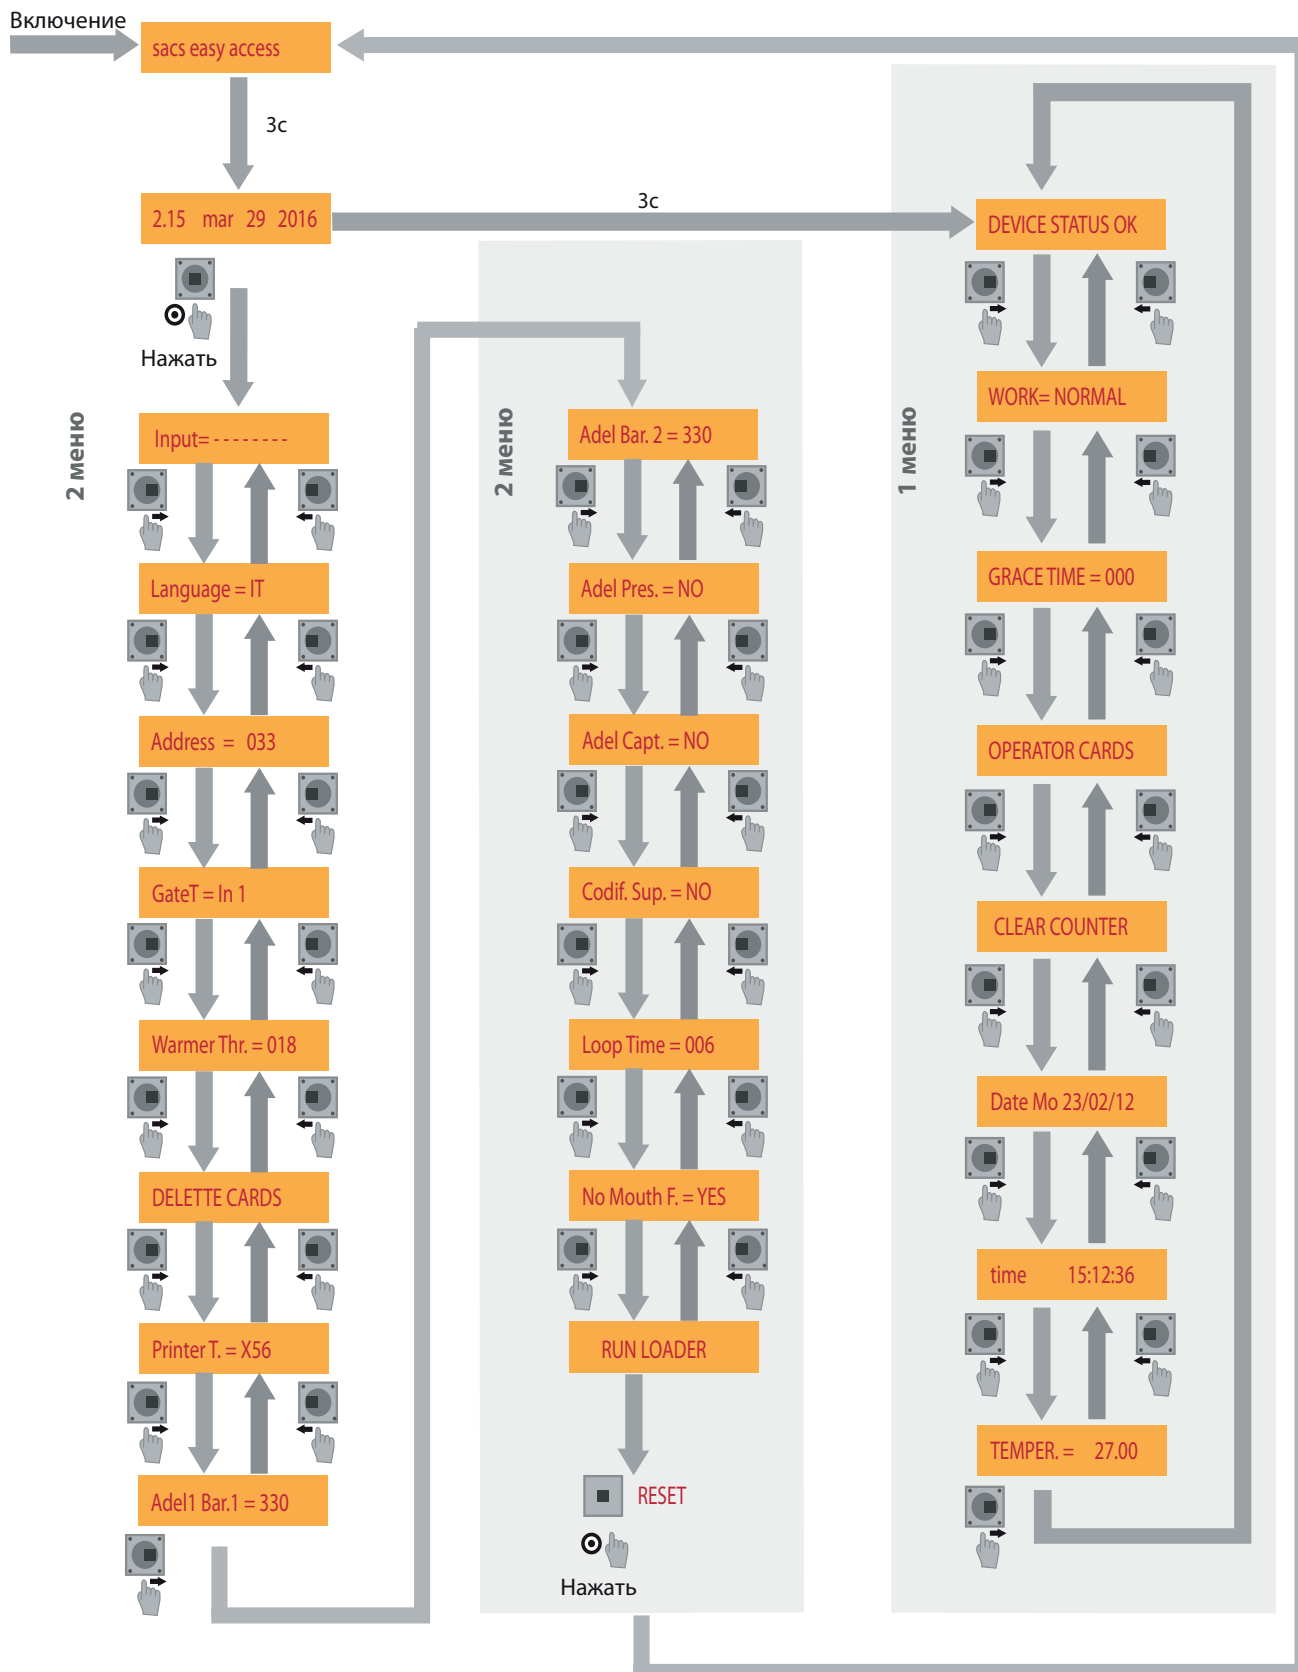 Включение
sacs easy access
3с
2.15 mar 29 2016
Нажать
2 меню
Input= - - - - - - - -
Language = IT
Address = 033
GateT = In 1
Warmer Thr. = 018
DELETTE CARDS
Printer T. = X56
Adel1 Bar.1 = 330
2 меню
Adel Bar. 2 = 330
Adel Pres. = NO
Adel Capt. = NO
Codif. Sup. = NO
Loop Time = 006
No Mouth F. = YES
RUN LOADER
RESET
Нажать
3с
1 меню
DEVICE STATUS OK
WORK= NORMAL
GRACE TIME = 000
OPERATOR CARDS
CLEAR COUNTER
Date Mo 23/02/12
time 15:12:36
TEMPER. = 27.00